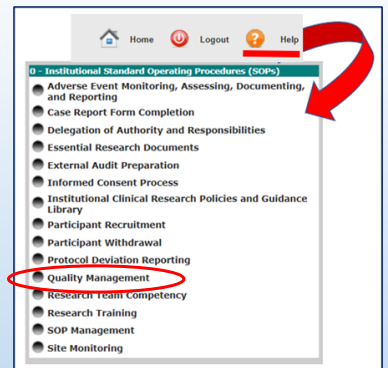 Home Logout Help
0 - Institutional Standard Operating Procedures (SOPs)
Adverse Event Monitoring, Assessing, Documenting,
and Reporting
Case Report Form Completion
Delegation of Authority and Responsibilities
Essential Research Documents
External Audit Preparation
Informed Consent Process
Institutional Clinical Research Policies and Guidance
Library
Participant Recruitment
Participant Withdrawal
Protocol Deviation Reporting
Quality Management
Research Team Competency
Research Training
SOP Management
Site Monitoring